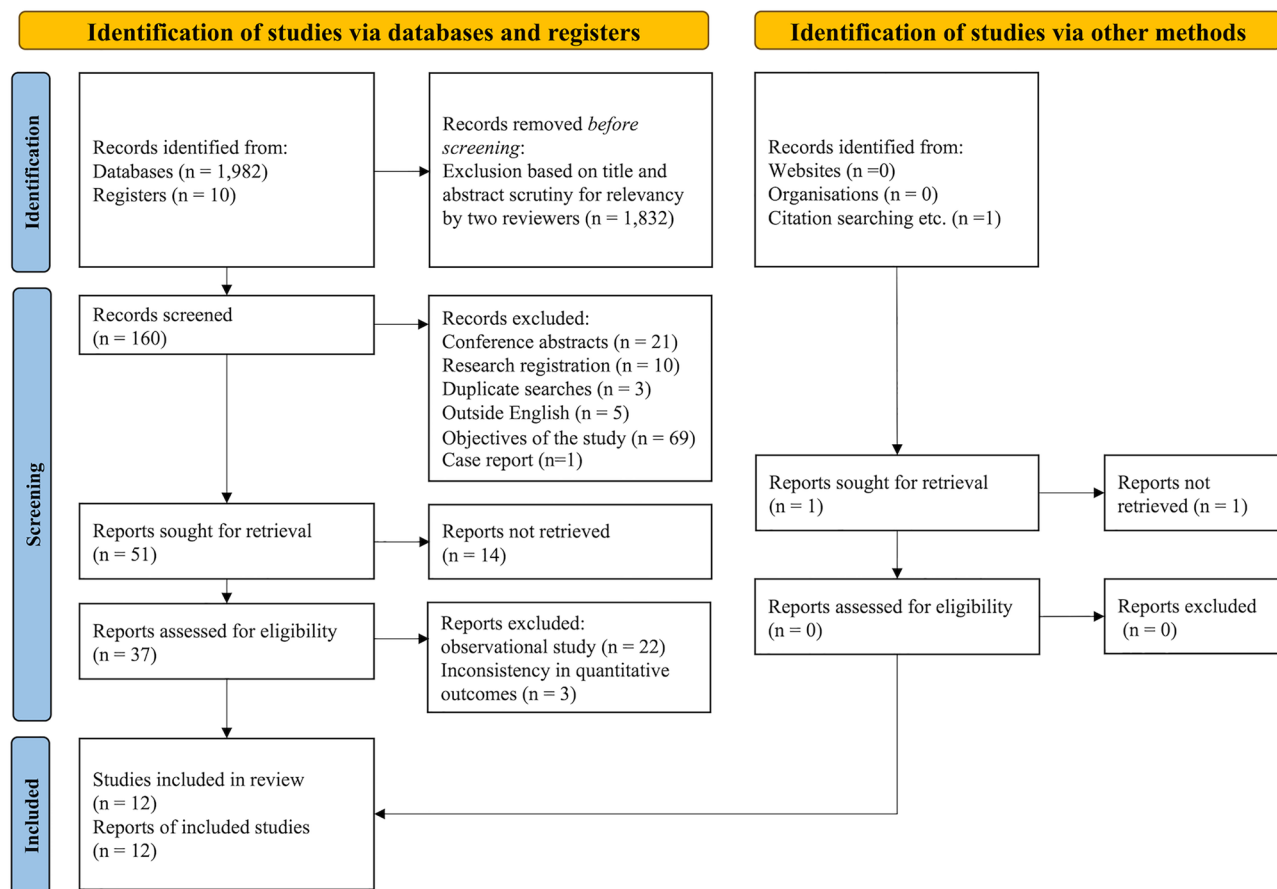 Identification of studies via databases and registers
Identification of studies via other methods
Identification
Records identified from:
Databases (n = 1,982)
Registers (n = 10)
Records removed before
screening:
Exclusion based on title and
abstract scrutiny for relevancy
by two reviewers (n = 1,832)
Records identified from:
Websites (n =0)
Organisations (n = 0)
Citation searching etc. (n =1)
Screening
Records screened
(n = 160)
Records excluded:
Conference abstracts (n = 21)
Research registration (n = 10)
Duplicate searches (n = 3)
Outside English (n = 5)
Objectives of the study (n = 69)
Case report (n=1)
Reports sought for retrieval
(n = 51)
Reports not retrieved
(n = 14)
Reports sought for retrieval
(n = 1)
Reports not
retrieved (n = 1)
Reports assessed for eligibility
(n = 37)
Reports excluded:
observational study (n = 22)
Inconsistency in quantitative
outcomes (n = 3)
Reports assessed for eligibility
(n = 0)
Reports excluded
(n = 0)
Included
Studies included in review
(n = 12)
Reports of included studies
(n = 12)